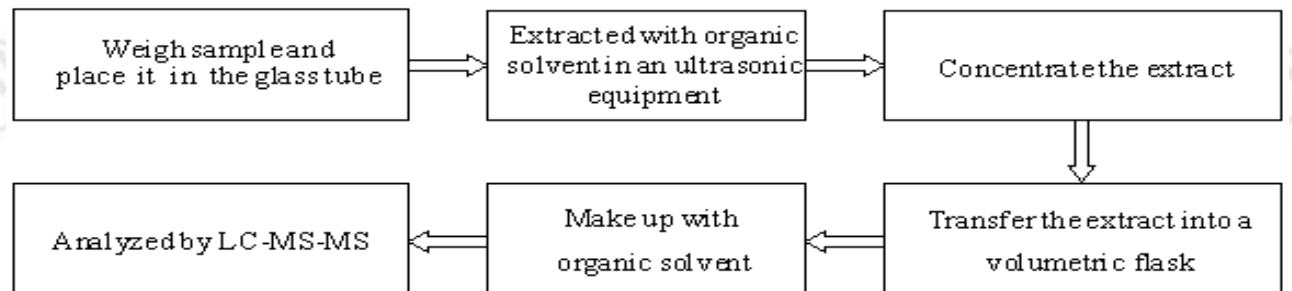 Weigh sample and
place it in the glass tube
Extracted with organic
solvent in an ultrasonic
equipment
Concentrate the extract
Transfer the extract into a
volumetric flask
Make up with
organic solvent
Analyzed by LC-MS-MS